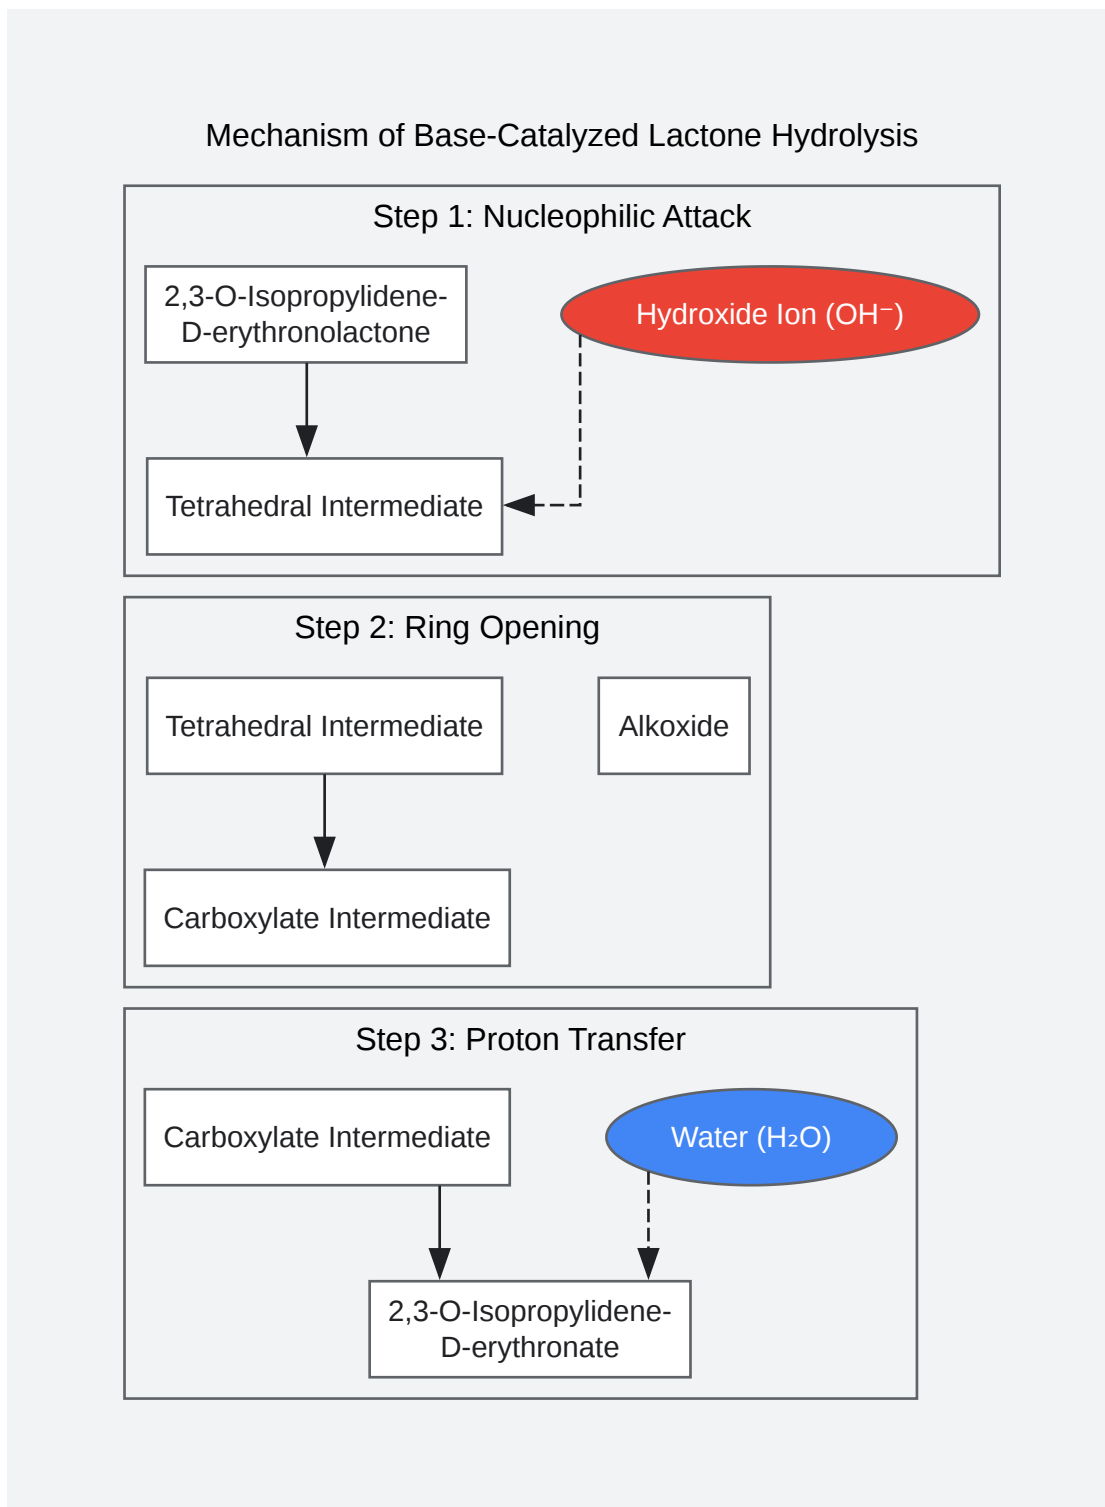 Mechanism of Base-Catalyzed Lactone Hydrolysis
Step 1: Nucleophilic Attack
2,3-O-Isopropylidene-
D-erythronolactone
Hydroxide Ion (OH⁻)
Tetrahedral Intermediate
Step 2: Ring Opening
Tetrahedral Intermediate
Alkoxide
Carboxylate Intermediate
Step 3: Proton Transfer
Carboxylate Intermediate
Water (H₂O)
2,3-O-Isopropylidene-
D-erythronate